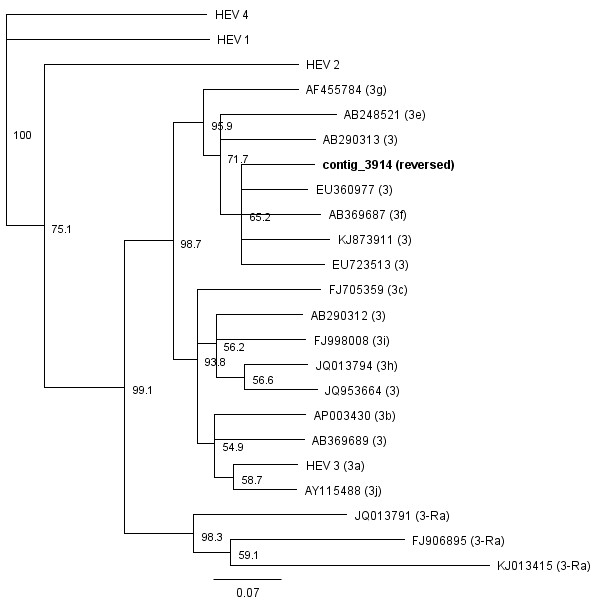 HEV 4
HEV 1
HEV 2
AF455784 (3g)
AB248521 (3e)
95.9
100
AB290313 (3)
71.7
contig_3914 (reversed)
EU360977 (3)
AB369687 (3f)
65.2
75.1
KJ873911 (3)
98.7
EU723513 (3)
FJ705359 (3c)
AB290312 (3)
FJ998008 (3i)
56.2
93.8
JQ013794 (3h)
56.6
99.1
JQ953664 (3)
AP003430 (3b)
AB369689 (3)
54.9
HEV 3 (3a)
58.7
AY115488 (3j)
JQ013791 (3-Ra)
98.3
FJ906895 (3-Ra)
59.1
KJ013415 (3-Ra)
0.07